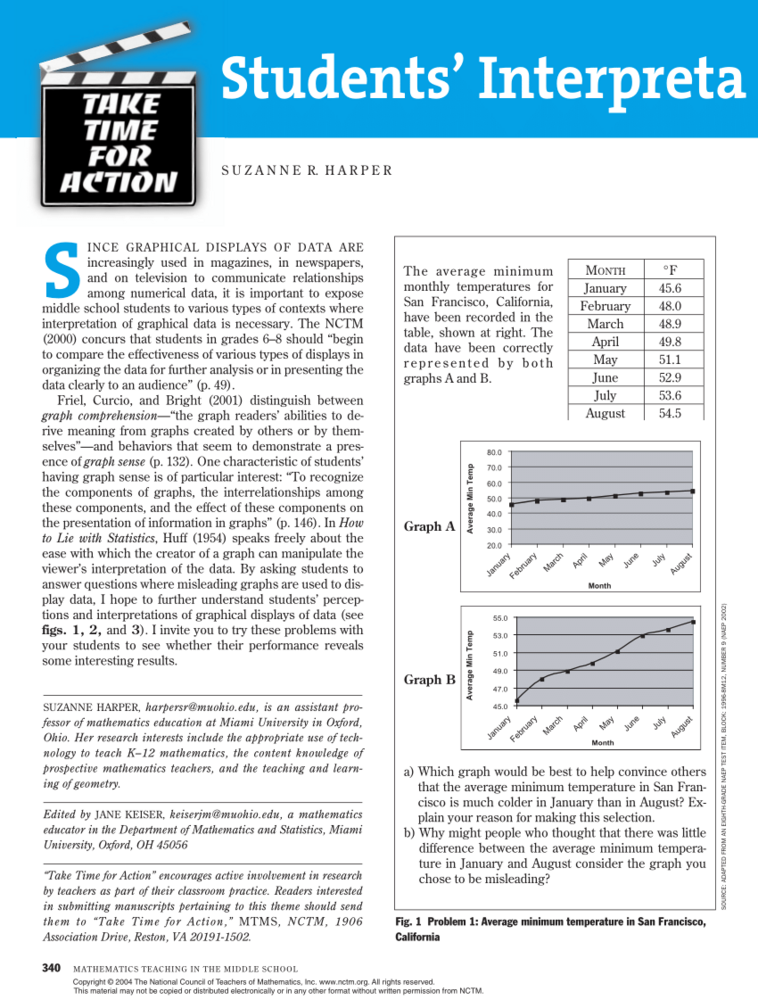 TAKE
TIME
FOR
ACTION
Students’ Interpreta
SUZANNE R. HARPER
SINCE GRAPHICAL DISPLAYS OF DATA ARE
increasingly used in magazines, in newspapers,
and on television to communicate relationships
among numerical data, it is important to expose
middle school students to various types of contexts where
interpretation of graphical data is necessary. The NCTM
(2000) concurs that students in grades 6–8 should “begin
to compare the effectiveness of various types of displays in
organizing the data for further analysis or in presenting the
data clearly to an audience” (p. 49).
Friel, Curcio, and Bright (2001) distinguish between
graph comprehension—“the graph readers’ abilities to de-
rive meaning from graphs created by others or by them-
selves”—and behaviors that seem to demonstrate a pres-
ence of graph sense (p. 132). One characteristic of students’
having graph sense is of particular interest: “To recognize
the components of graphs, the interrelationships among
these components, and the effect of these components on
the presentation of information in graphs” (p. 146). In How
to Lie with Statistics, Huff (1954) speaks freely about the
ease with which the creator of a graph can manipulate the
viewer’s interpretation of the data. By asking students to
answer questions where misleading graphs are used to dis-
play data, I hope to further understand students’ percep-
tions and interpretations of graphical displays of data (see
figs. 1, 2, and 3). I invite you to try these problems with
your students to see whether their performance reveals
some interesting results.
SUZANNE HARPER, harpersr@muohio.edu, is an assistant pro-
fessor of mathematics education at Miami University in Oxford,
Ohio. Her research interests include the appropriate use of tech-
nology to teach K–12 mathematics, the content knowledge of
prospective mathematics teachers, and the teaching and learn-
ing of geometry.
Edited by JANE KEISER, keiserjm@muohio.edu, a mathematics
educator in the Department of Mathematics and Statistics, Miami
University, Oxford, OH 45056
“Take Time for Action” encourages active involvement in research
by teachers as part of their classroom practice. Readers interested
in submitting manuscripts pertaining to this theme should send
them to “Take Time for Action,” MTMS, NCTM, 1906
Association Drive, Reston, VA 20191-1502.
The average minimum
monthly temperatures for
San Francisco, California,
have been recorded in the
table, shown at right. The
data have been correctly
represented by both
graphs A and B.
MONTH °F
January 45.6
February 48.0
March 48.9
April 49.8
May 51.1
June 52.9
July 53.6
August 54.5
Graph A
Average Min Temp
80.0
70.0
60.0
50.0
40.0
30.0
20.0
January February March April May June July August
Month
Graph B
Average Min Temp
55.0
53.0
51.0
49.0
47.0
45.0
January February March April May June July August
Month
a) Which graph would be best to help convince others
that the average minimum temperature in San Fran-
cisco is much colder in January than in August? Ex-
plain your reason for making this selection.
b) Why might people who thought that there was little
difference between the average minimum tempera-
ture in January and August consider the graph you
chose to be misleading?
SOURCE: ADAPTED FROM AN EIGHTH-GRADE NAEP TEST ITEM, BLOCK: 1996-8M12, NUMBER 9 (NAEP 2002)
Fig. 1 Problem 1: Average minimum temperature in San Francisco,
California
340 MATHEMATICS TEACHING IN THE MIDDLE SCHOOL
Copyright © 2004 The National Council of Teachers of Mathematics, Inc. www.nctm.org. All rights reserved.
This material may not be copied or distributed electronically or in any other format without written permission from NCTM.